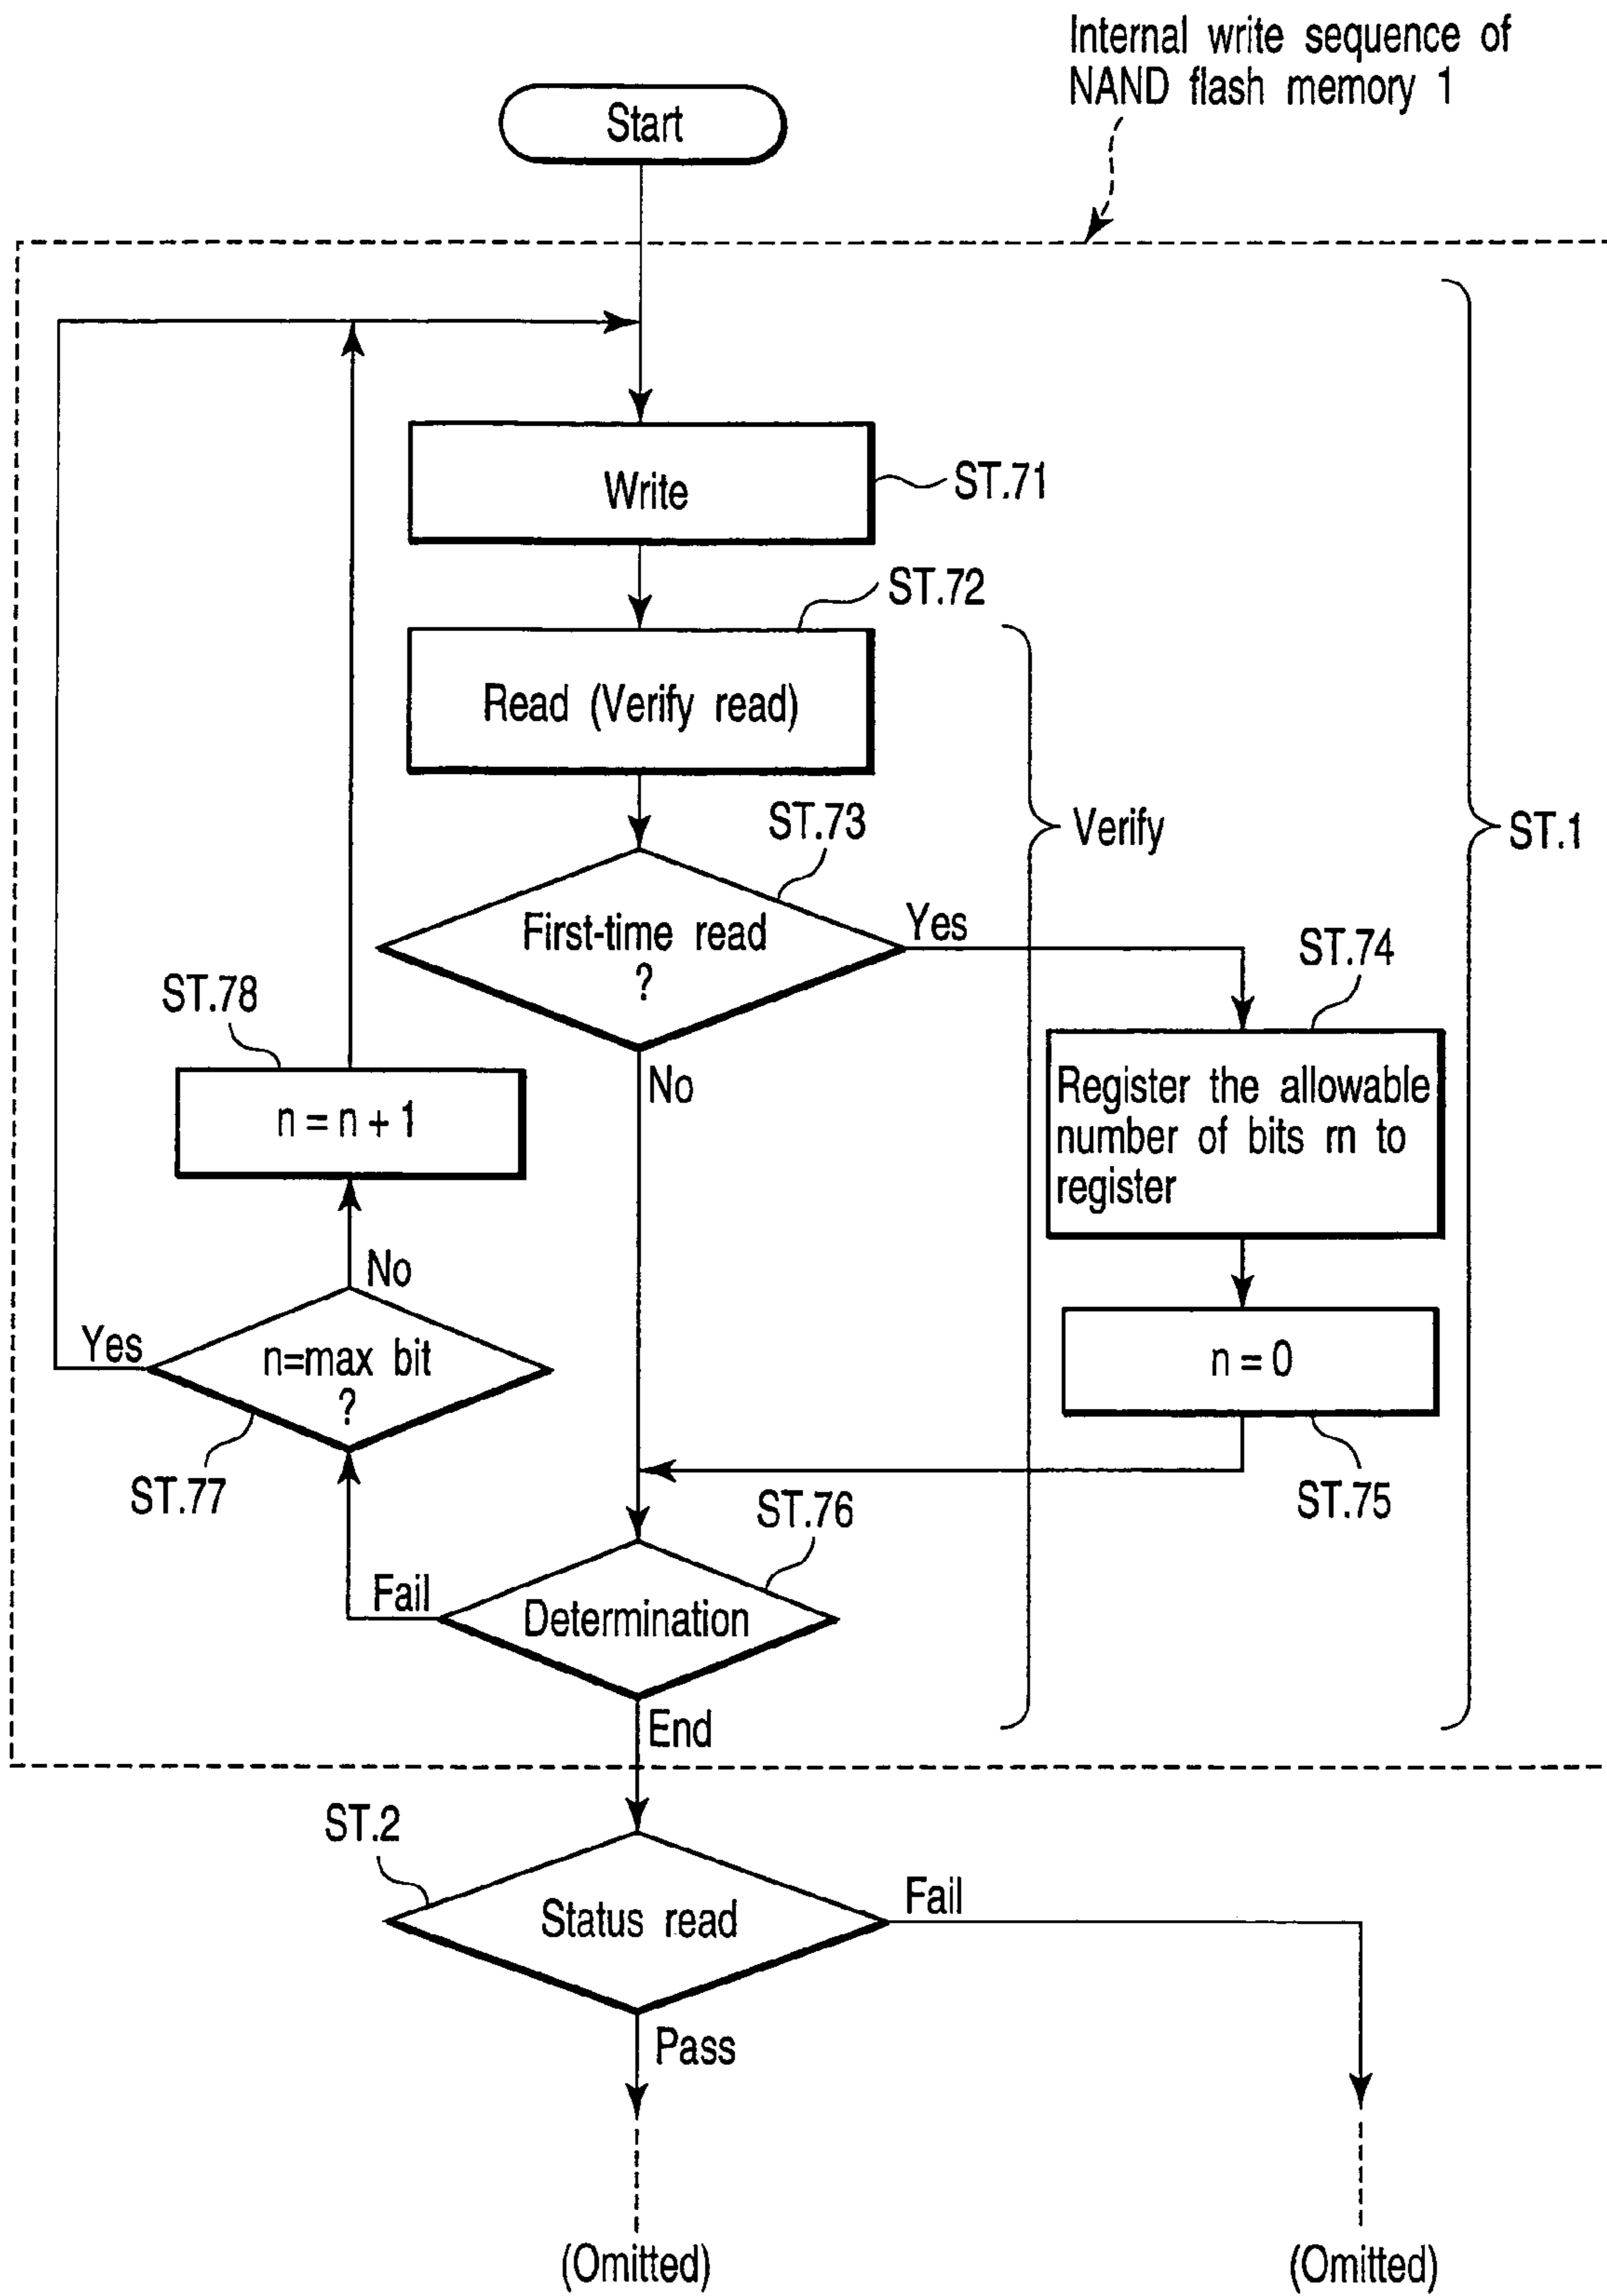 Internal write sequence of
NAND flash memory 1
Start
Write
ST.71
ST.72
Read (Verify read)
Verify
ST.1
ST.73
First-time read
?
Yes
No
ST.74
Register the allowable
number of bits m to
register
ST.78
n = n + 1
No
Yes
n=max bit
?
ST.77
n = 0
ST.75
ST.76
Fail
Determination
End
ST.2
Status read
Fail
Pass
(Omitted)
(Omitted)